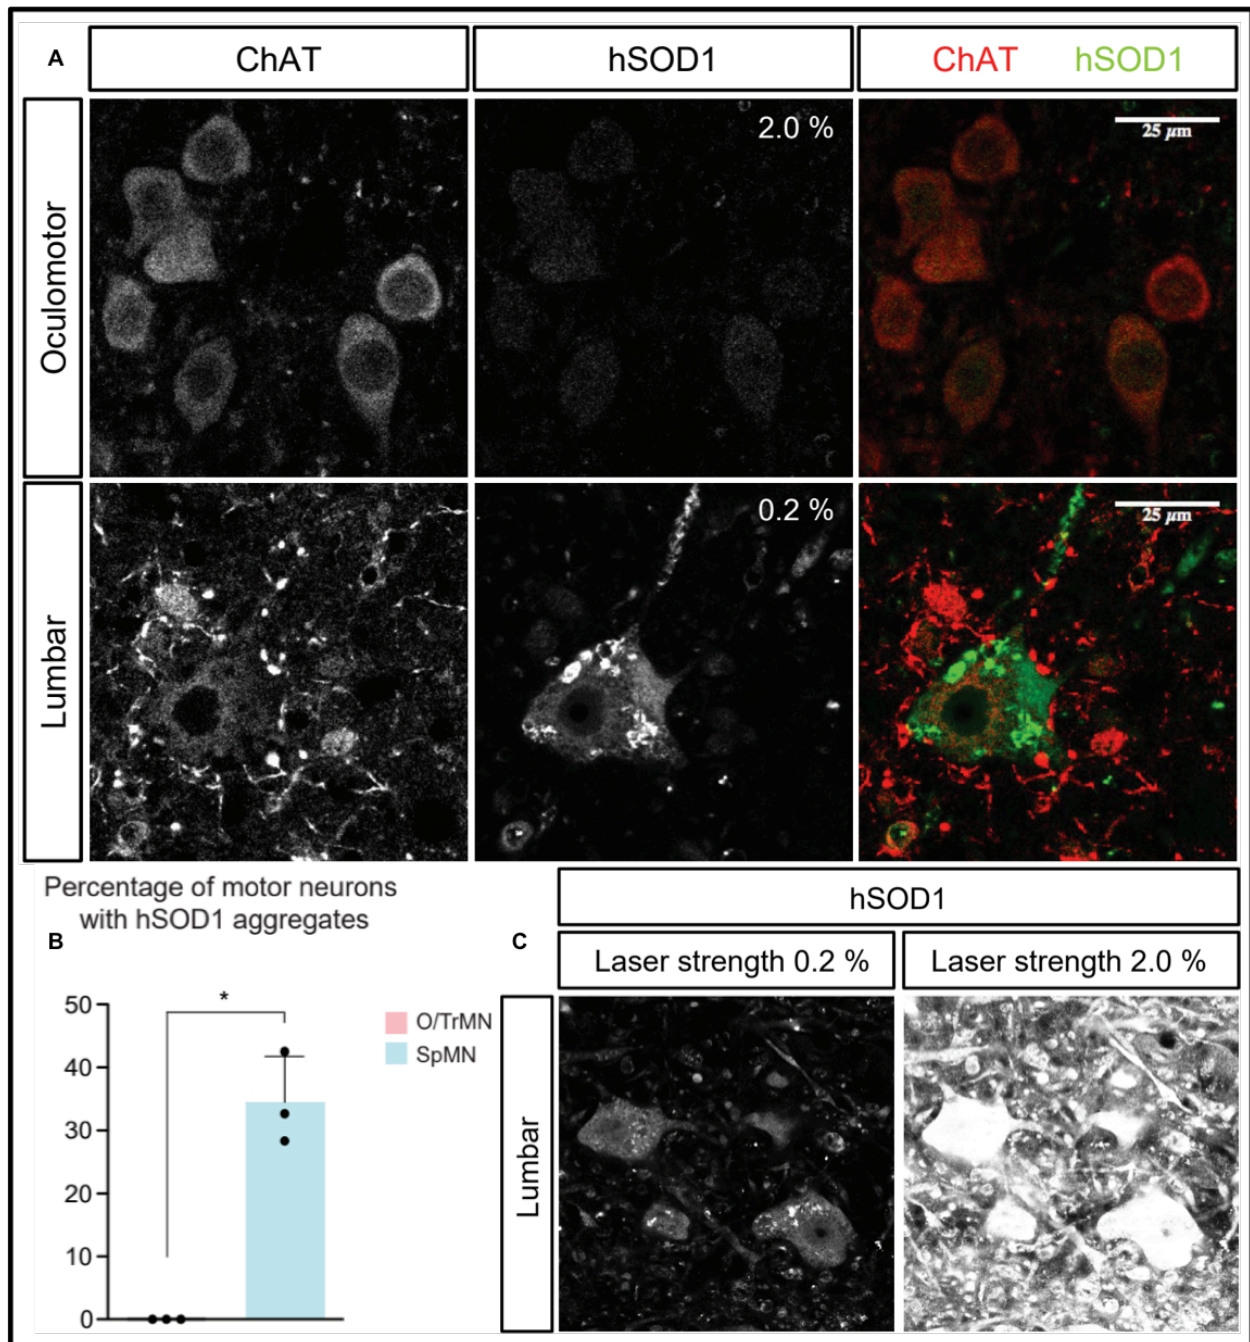 A
ChAT
hSOD1
ChAT hSOD1
Oculomotor
2.0 %
25 µm
Lumbar
0.2 %
25 µm
Percentage of motor neurons
with hSOD1 aggregates
B
50
40
30
20
10
0
*
O/TrMN
SpMN
C
hSOD1
Laser strength 0.2 %
Laser strength 2.0 %
Lumbar